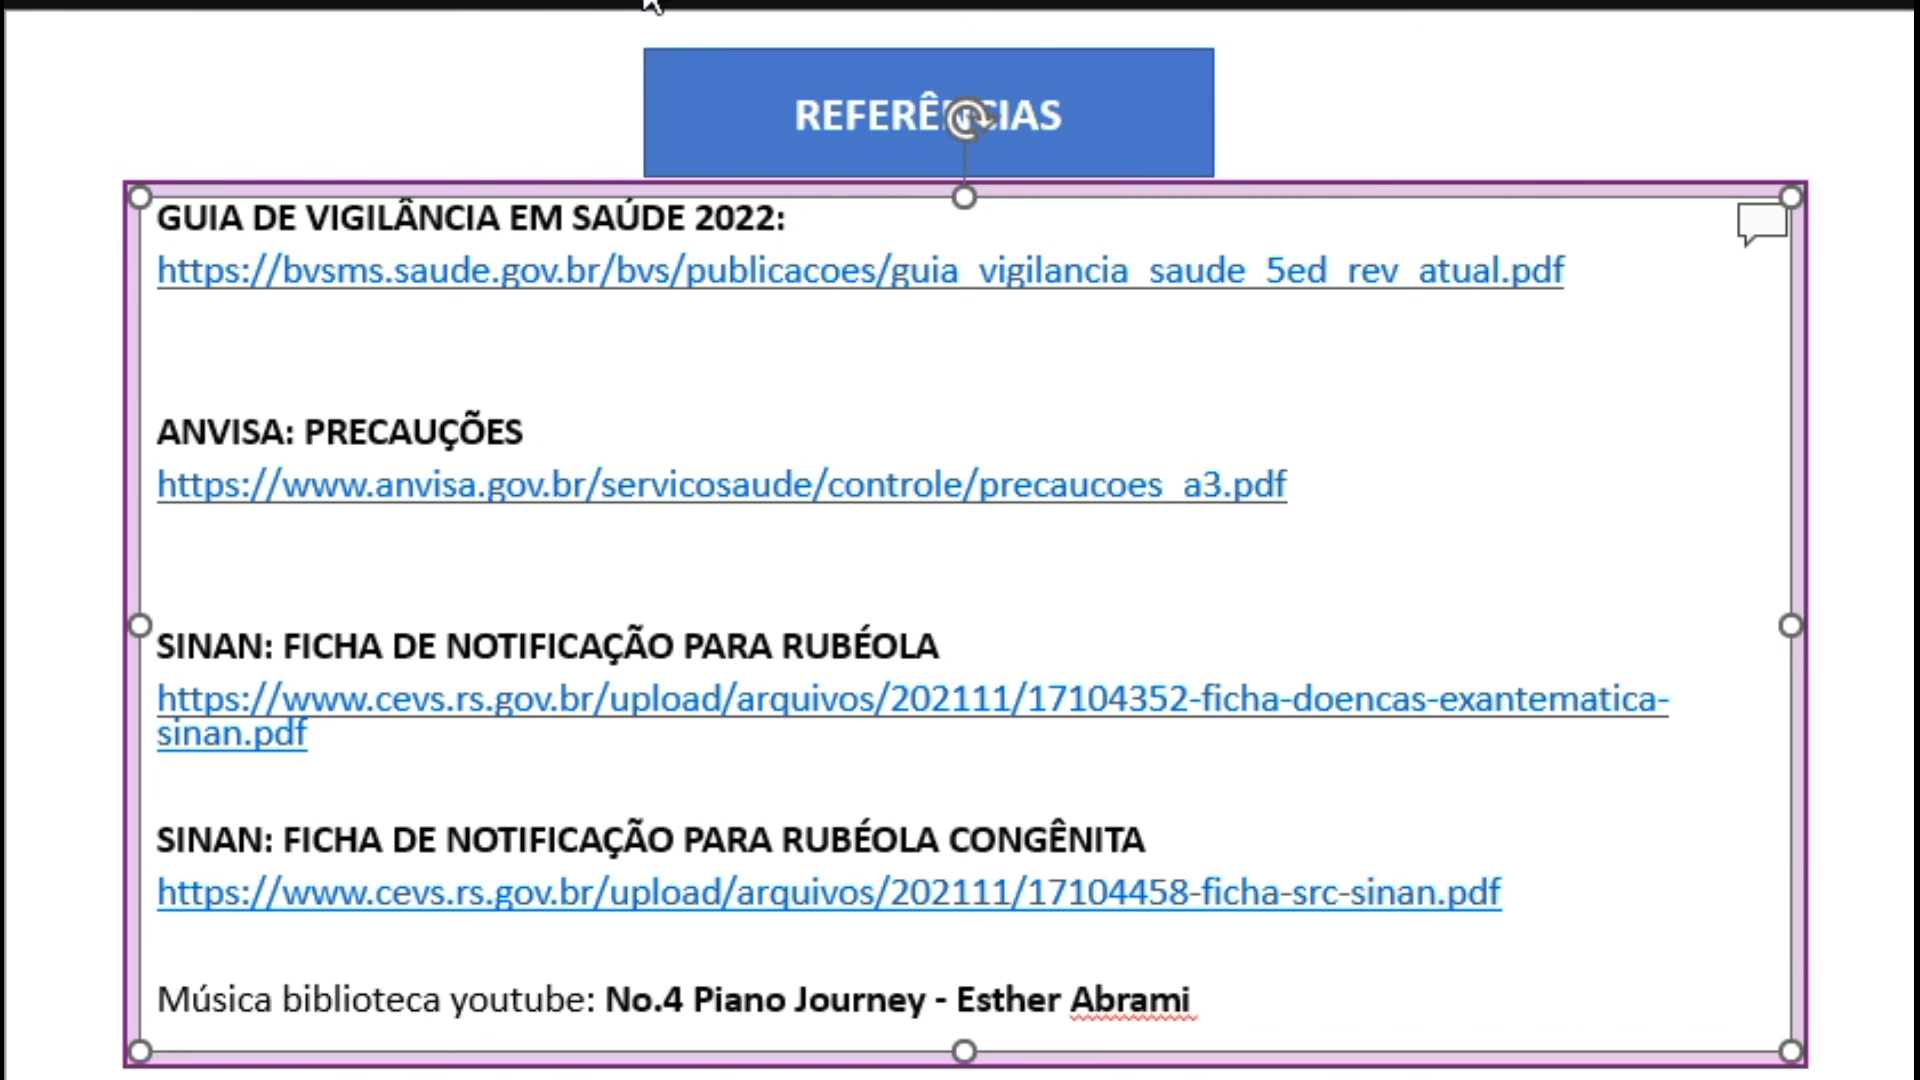 REFERÊNCIAS
GUIA DE VIGILÂNCIA EM SAÚDE 2022:
https://bvsms.saude.gov.br/bvs/publicacoes/guia_vigilancia_saude_5ed_rev_atual.pdf
ANVISA: PRECAUÇÕES
https://www.anvisa.gov.br/servicosaude/controle/precaucoes_a3.pdf
SINAN: FICHA DE NOTIFICAÇÃO PARA RUBÉOLA
https://www.cevs.rs.gov.br/upload/arquivos/202111/17104352-ficha-doencas-exantematica-
sinan.pdf
SINAN: FICHA DE NOTIFICAÇÃO PARA RUBÉOLA CONGÊNITA
https://www.cevs.rs.gov.br/upload/arquivos/202111/17104458-ficha-src-sinan.pdf
Música biblioteca youtube: No.4 Piano Journey - Esther Abrami